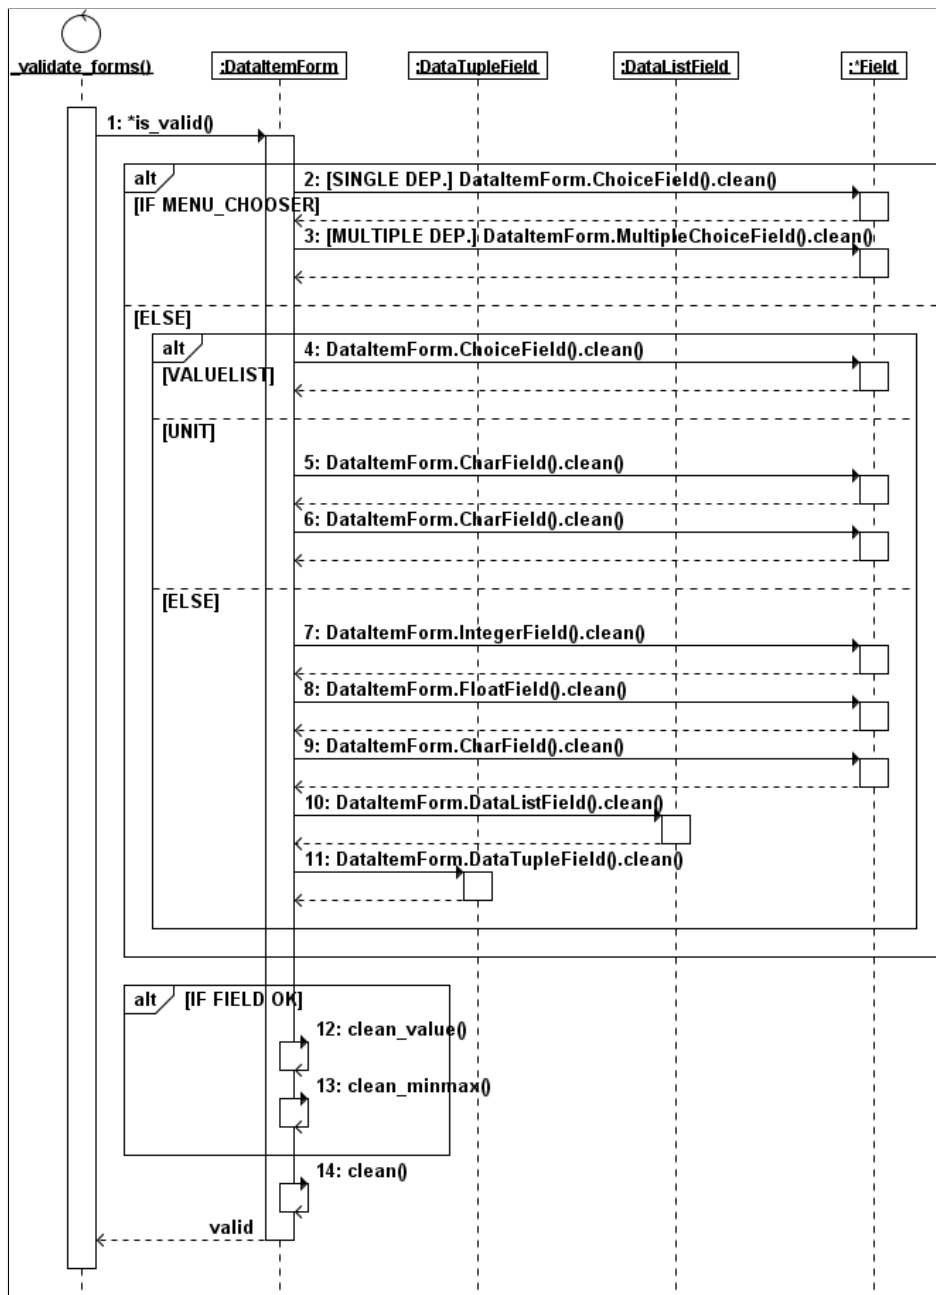 _validate_forms() :DataItemForm :DataTupleField :DataListField :*Field
1: *is_valid()
alt
2: [SINGLE DEP.] DataItemForm.ChoiceField().clean()
[IF MENU_CHOOSER]
3: [MULTIPLE DEP.] DataItemForm.MultipleChoiceField().clean()
[ELSE]
alt
4: DataItemForm.ChoiceField().clean()
[VALUELIST]
[UNIT]
5: DataItemForm.CharField().clean()
6: DataItemForm.CharField().clean()
[ELSE]
7: DataItemForm.IntegerField().clean()
8: DataItemForm.FloatField().clean()
9: DataItemForm.CharField().clean()
10: DataItemForm.DataListField().clean()
11: DataItemForm.DataTupleField().clean()
alt [IF FIELD OK]
12: clean_value()
13: clean_minmax()
14: clean()
valid